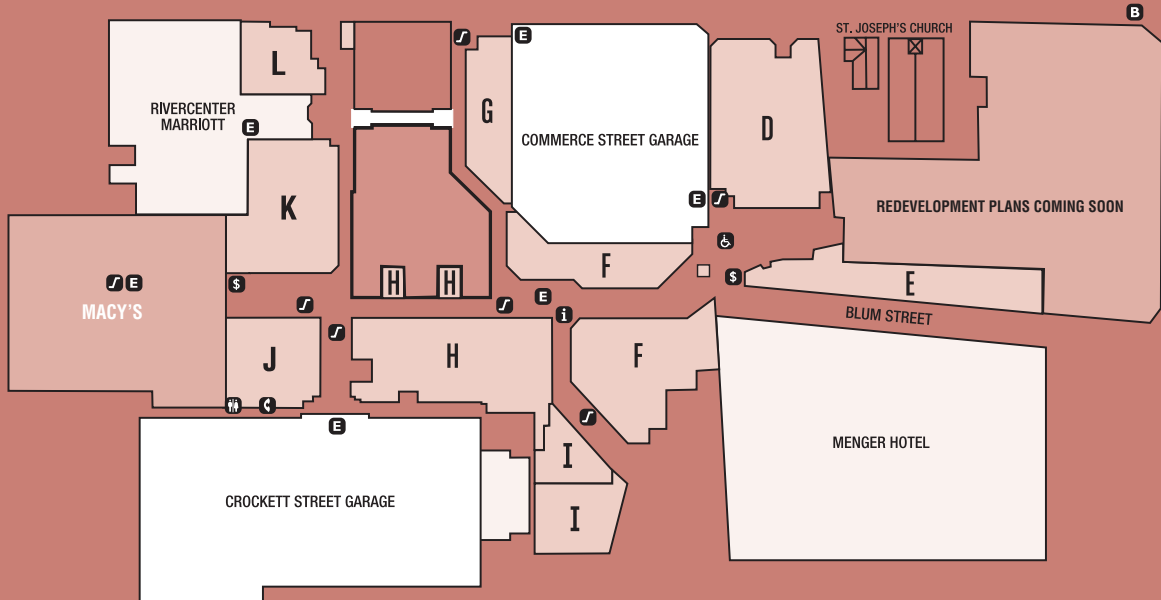 B
ST. JOSEPH'S CHURCH
E
L
RIVERCENTER
MARRIOTT
G
COMMERCE STREET GARAGE
D
E
K
E
REDEVELOPMENT PLANS COMING SOON
F
$
E
$
H
H
E
MACY'S
E
i
BLUM STREET
J
H
F
E
MENGER HOTEL
I
CROCKETT STREET GARAGE
I